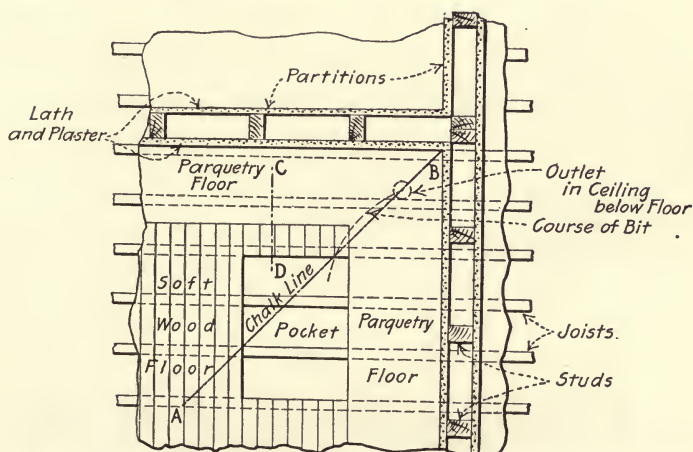 Partitions
Lath
and Plaster
Parquetry
Floor
C
B
Outlet
in Ceiling
below Floor
Course of Bit
D
Chalk Line
Soft
Wood
Floor
Pocket
Parquetry
Floor
Joists.
Studs
A